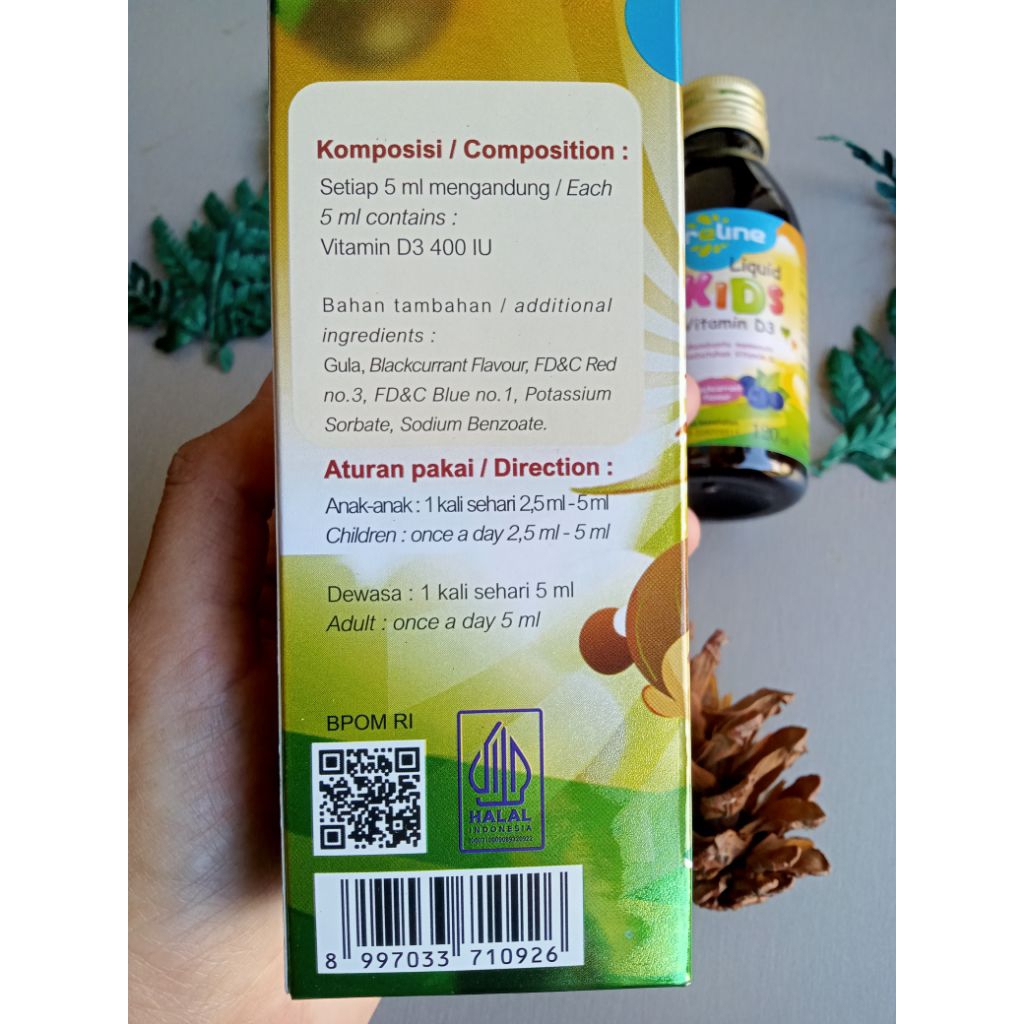 Komposisi / Composition :
Setiap 5 ml mengandung / Each
5 ml contains :
Vitamin D3 400 IU
Bahan tambahan / additional
ingredients :
Gula, Blackcurrant Flavour, FD&C Red
no.3, FD&C Blue no.1, Potassium
Sorbate, Sodium Benzoate.
Aturan pakai / Direction :
Anak-anak : 1 kali sehari 2,5 ml - 5 ml
Children : once a day 2,5 ml - 5 ml
Dewasa : 1 kali sehari 5 ml
Adult : once a day 5 ml
BPOM RI
HALAL
INDONESIA
8 997033 710926
Liquid
KIDS
Vitamin D3